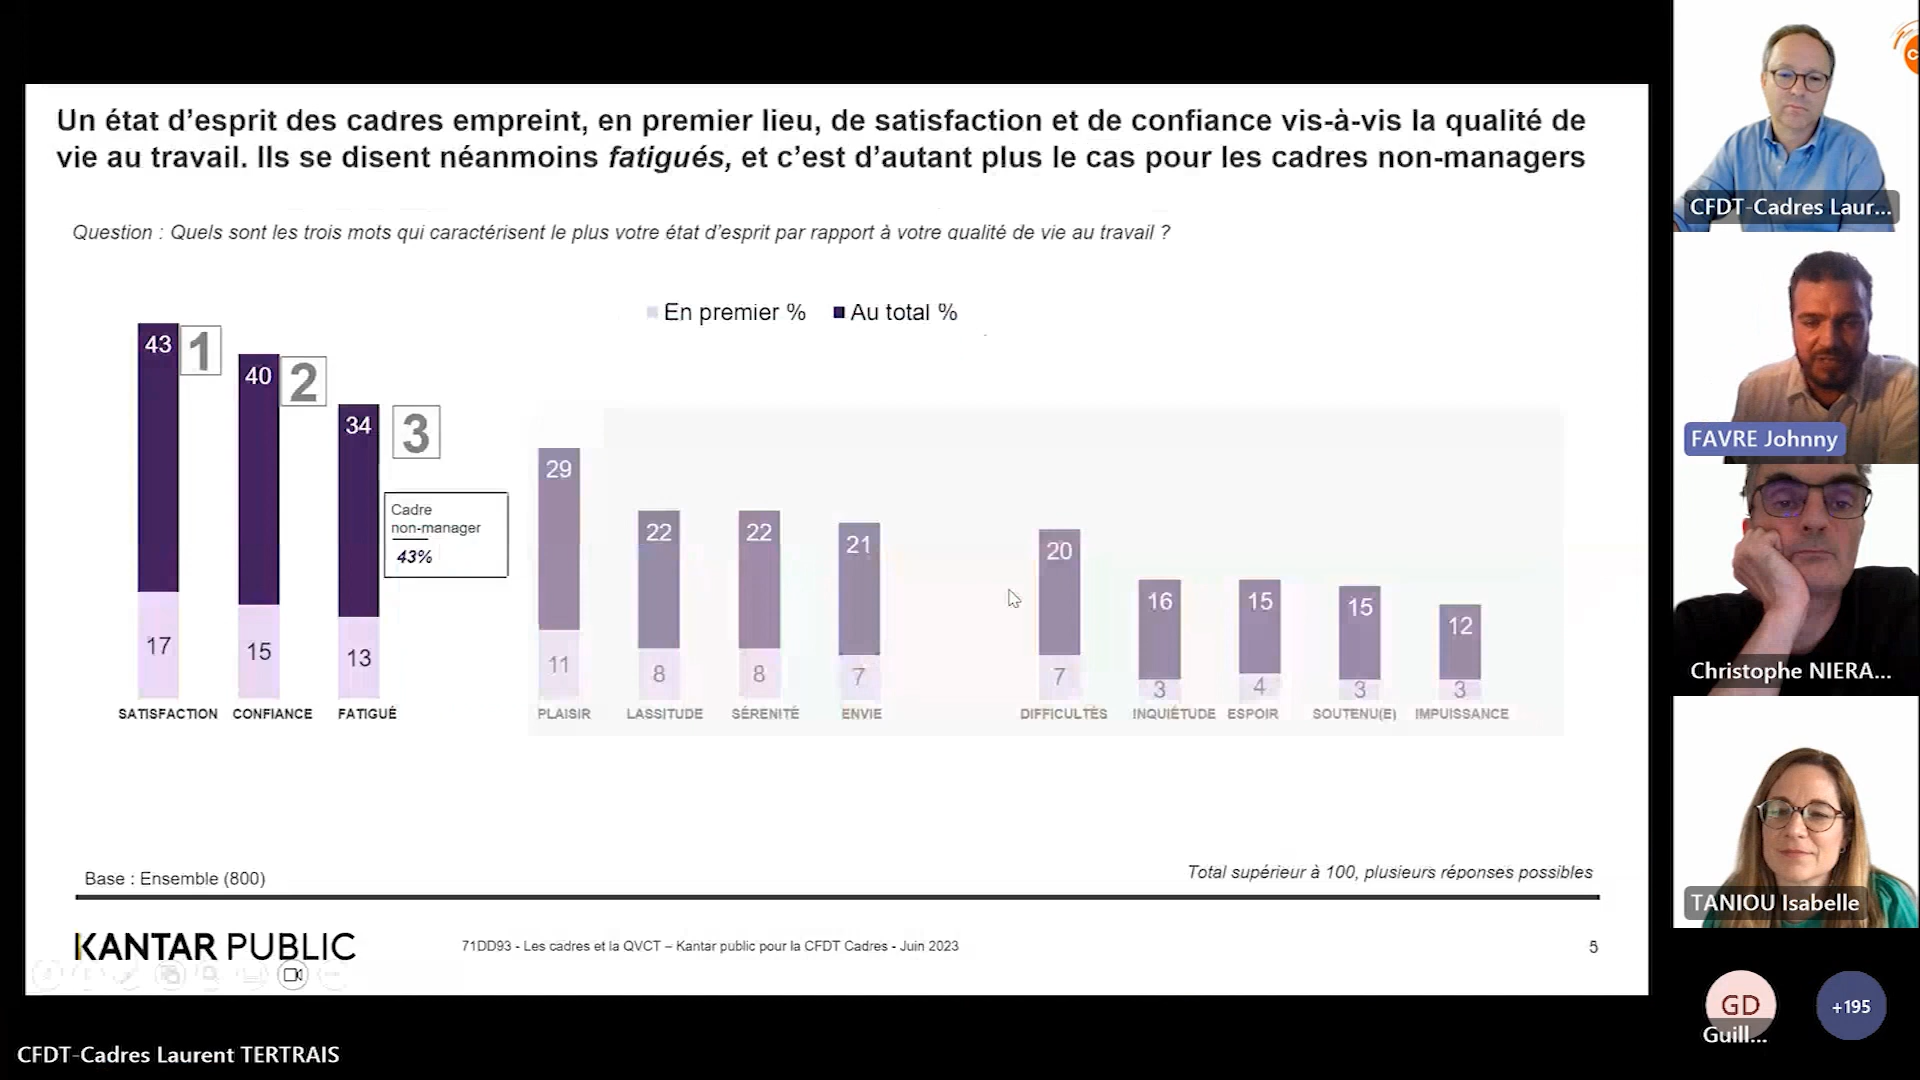 Un état d’esprit des cadres empreint, en premier lieu, de satisfaction et de confiance vis-à-vis la qualité de
vie au travail. Ils se disent néanmoins fatigués, et c’est d’autant plus le cas pour les cadres non-managers
Question : Quels sont les trois mots qui caractérisent le plus votre état d’esprit par rapport à votre qualité de vie au travail ?
En premier % Au total %
43 1
40 2
34 3
Cadre
non-manager
43%
29 22 22 21 20 16 15 15 12
17 15 13 11 8 8 7 7 3 4 3 3
SATISFACTION CONFIANCE FATIGUÉ PLAISIR LASSITUDE SÉRENITÉ ENVIE DIFFICULTÉS INQUIÉTUDE ESPOIR SOUTENU(E) IMPUISSANCE
Base : Ensemble (800)
Total supérieur à 100, plusieurs réponses possibles
KANTAR PUBLIC
71DD93 - Les cadres et la QVCT – Kantar public pour la CFDT Cadres - Juin 2023
5
CFDT-Cadres Laurent TERTRAIS
C
CFDT-Cadres Laur...
FAVRE Johnny
Christophe NIERA...
TANIOU Isabelle
GD
Guill...
+195